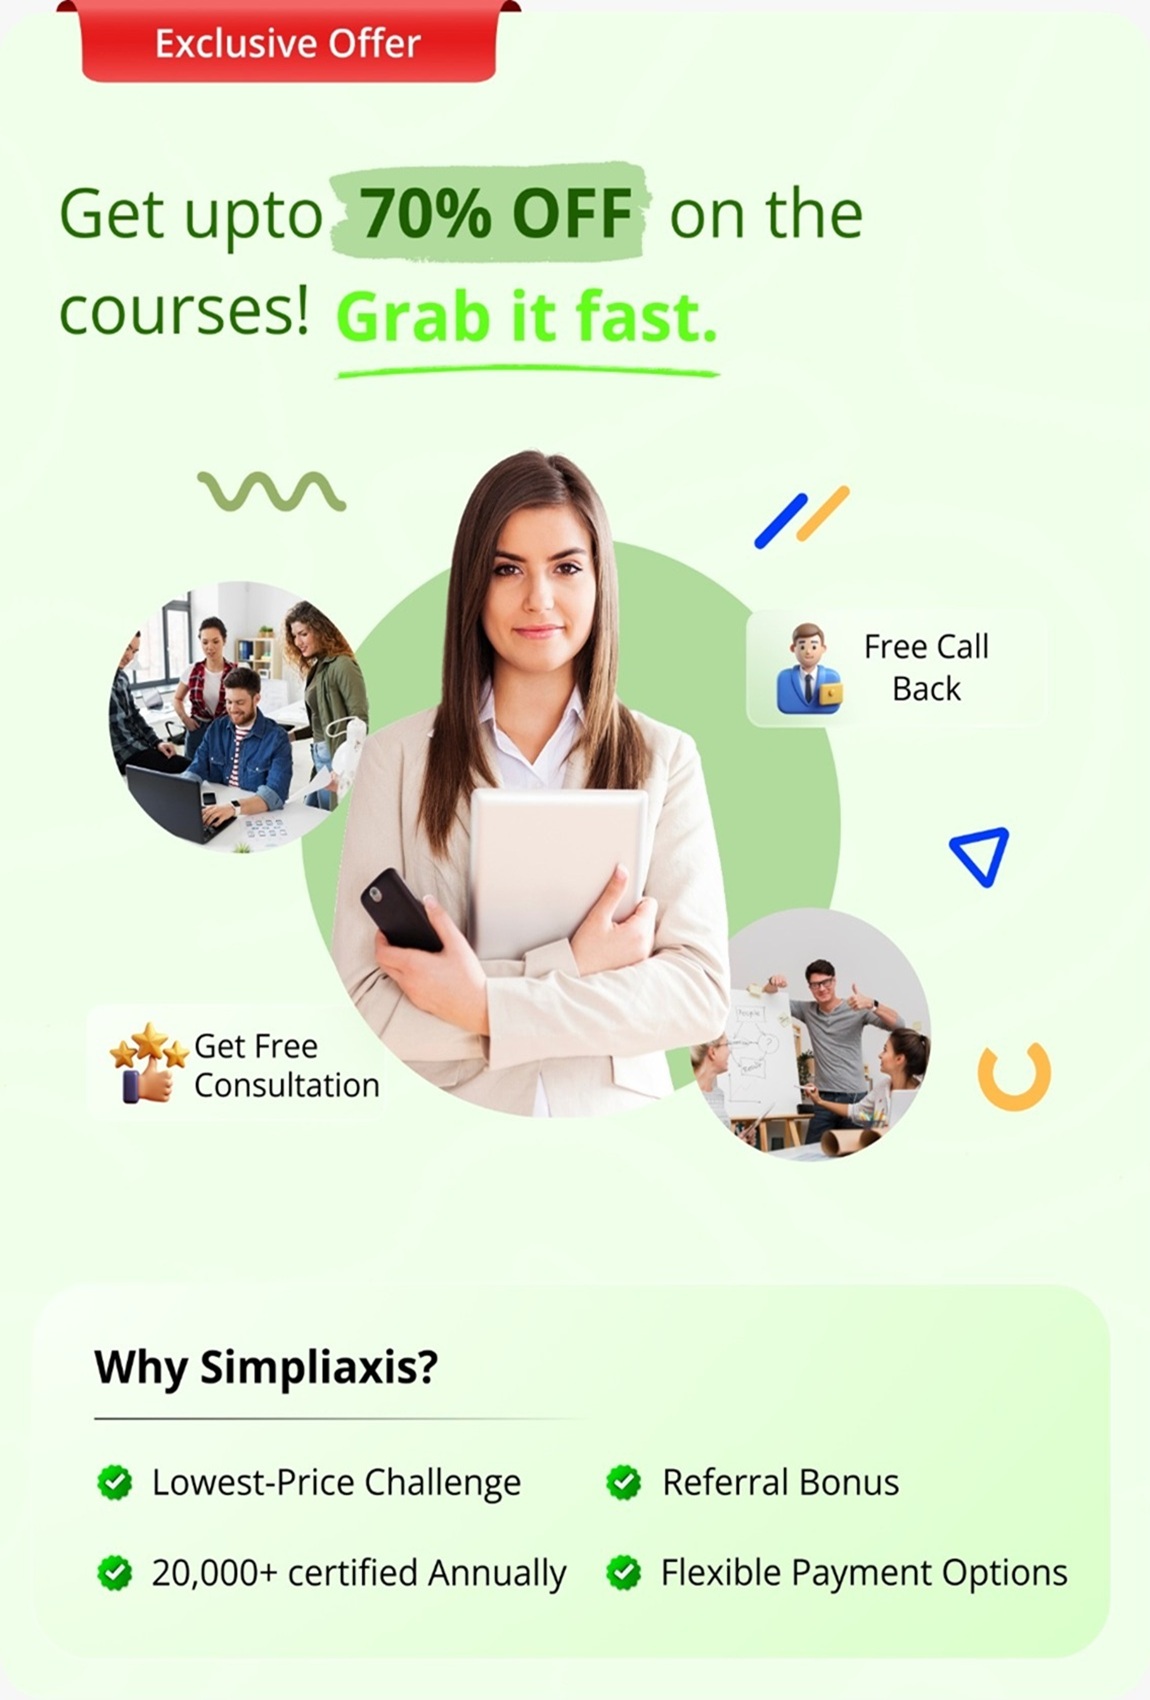 Exclusive Offer
Get upto 70% OFF on the
courses! Grab it fast.
Free Call
Back
Get Free
Consultation
Why Simpliaxis?
Lowest-Price Challenge
Referral Bonus
20,000+ certified Annually
Flexible Payment Options